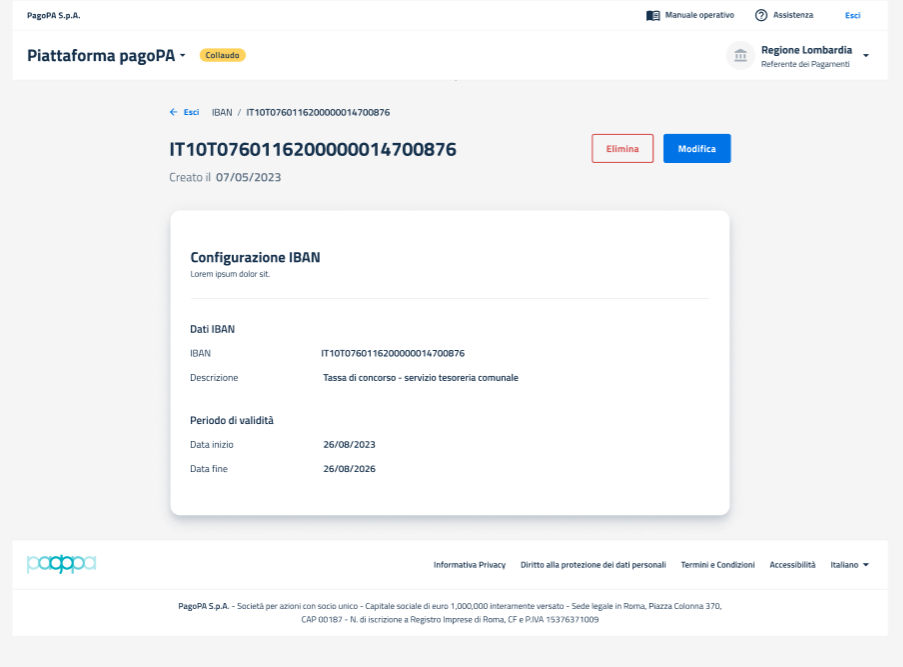 PagoPA S.p.A.
Manuale operativo
Assistenza
Esci
Piattaforma pagoPA
Collaudo
Regione Lombardia
Referente dei Pagamenti
Esci
IBAN / IT10T0760116200000014700876
IT10T0760116200000014700876
Elimina
Modifica
Creato il 07/05/2023
Configurazione IBAN
Lorem ipsum dolor sit.
Dati IBAN
IBAN IT10T0760116200000014700876
Descrizione Tassa di concorso - servizio tesoreria comunale
Periodo di validità
Data inizio 26/08/2023
Data fine 26/08/2026
pagopa
Informativa Privacy
Diritto alla protezione dei dati personali
Termini e Condizioni
Accessibilità
Italiano
PagoPA S.p.A. - Società per azioni con socio unico - Capitale sociale di euro 1,000,000 interamente versato - Sede legale in Roma, Piazza Colonna 370,
CAP 00187 - N. di iscrizione a Registro Imprese di Roma, CF e P.IVA 15376371009